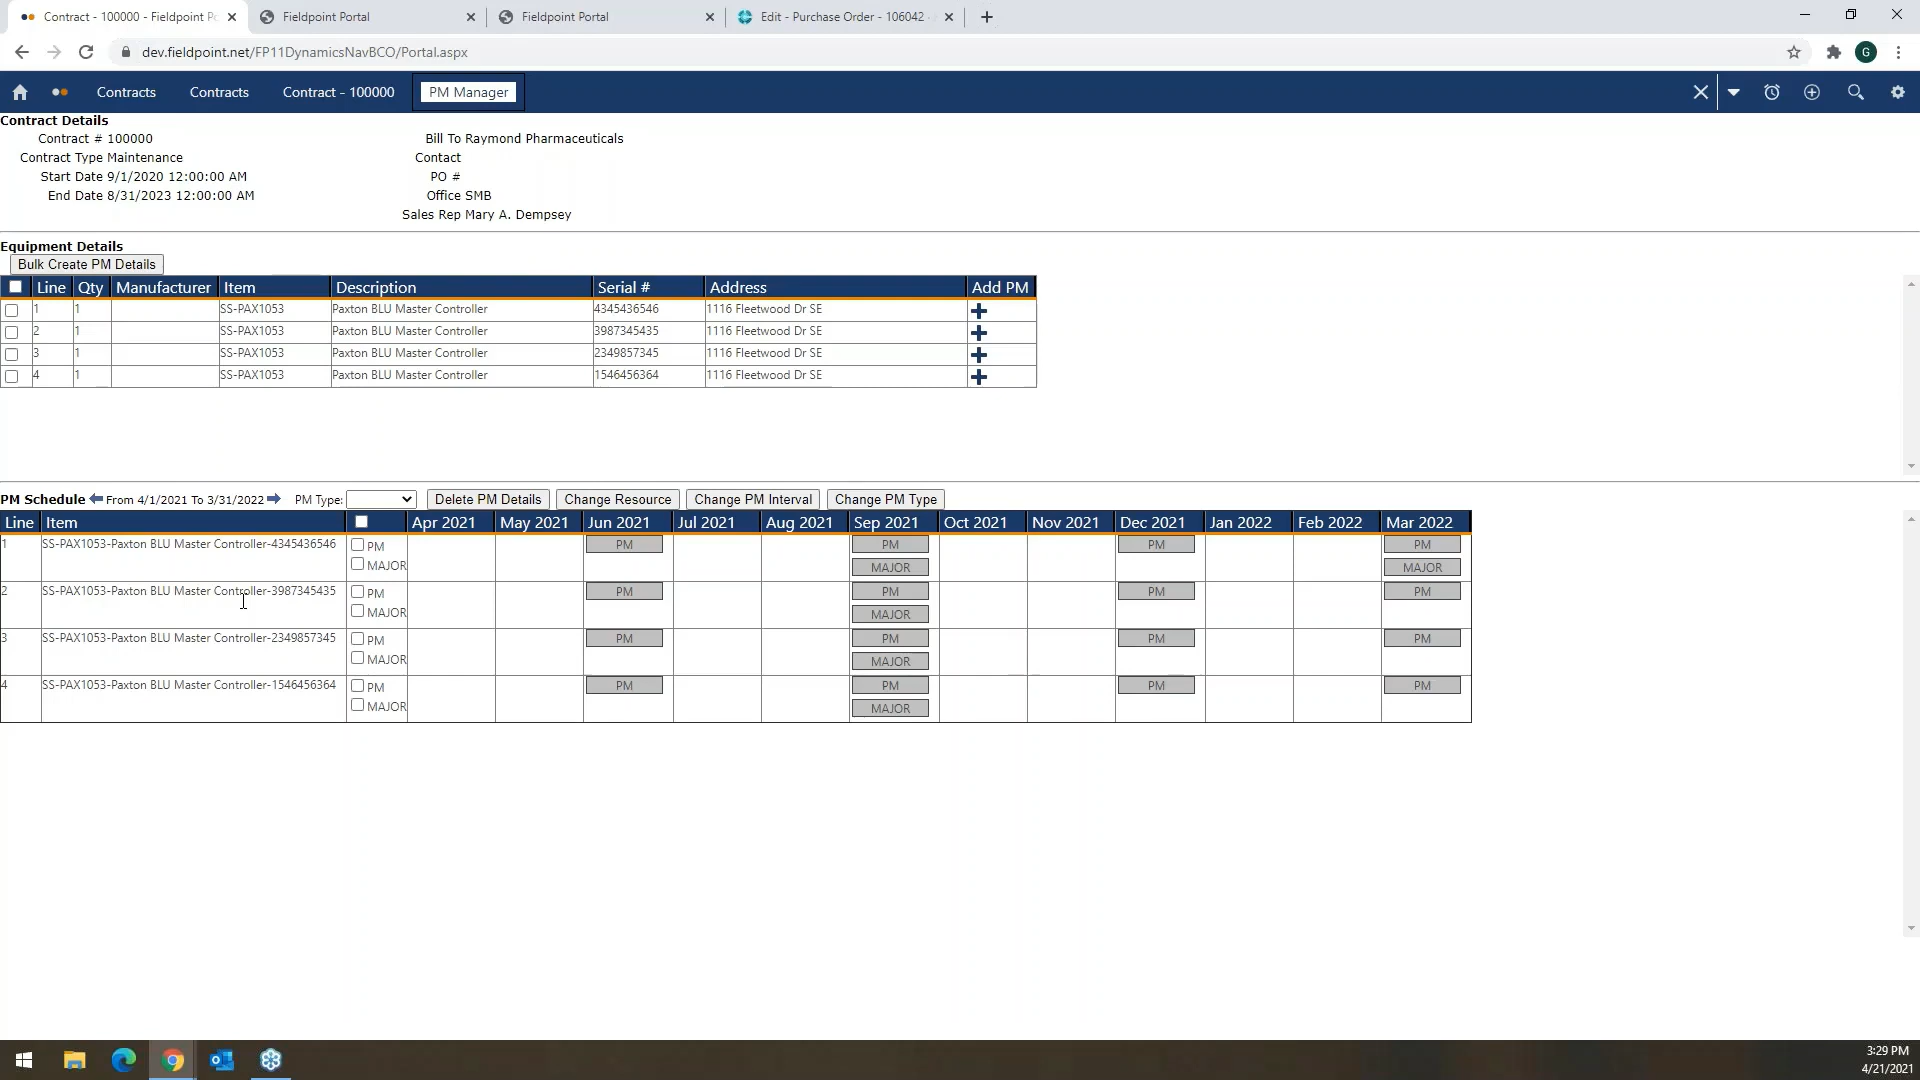 Contract - 100000 - Fieldpoint Po
Fieldpoint Portal
Fieldpoint Portal
Edit - Purchase Order - 106042 -
dev.fieldpoint.net/FP11DynamicsNavBCO/Portal.aspx
G
Contracts Contracts Contract - 100000 PM Manager
Contract Details
Contract # 100000 Bill To Raymond Pharmaceuticals
Contract Type Maintenance Contact
Start Date 9/1/2020 12:00:00 AM PO #
End Date 8/31/2023 12:00:00 AM Office SMB
Sales Rep Mary A. Dempsey
Equipment Details
Bulk Create PM Details
Line Qty Manufacturer Item Description Serial # Address Add PM
1 1 SS-PAX1053 Paxton BLU Master Controller 4345436546 1116 Fleetwood Dr SE
2 1 SS-PAX1053 Paxton BLU Master Controller 3987345435 1116 Fleetwood Dr SE
3 1 SS-PAX1053 Paxton BLU Master Controller 2349857345 1116 Fleetwood Dr SE
4 1 SS-PAX1053 Paxton BLU Master Controller 1546456364 1116 Fleetwood Dr SE
PM Schedule From 4/1/2021 To 3/31/2022 PM Type: Delete PM Details Change Resource Change PM Interval Change PM Type
Line Item Apr 2021 May 2021 Jun 2021 Jul 2021 Aug 2021 Sep 2021 Oct 2021 Nov 2021 Dec 2021 Jan 2022 Feb 2022 Mar 2022
1 SS-PAX1053-Paxton BLU Master Controller-4345436546 PM PM PM PM PM
MAJOR MAJOR MAJOR
2 SS-PAX1053-Paxton BLU Master Controller-3987345435 PM PM PM PM PM
MAJOR MAJOR
3 SS-PAX1053-Paxton BLU Master Controller-2349857345 PM PM PM PM PM
MAJOR MAJOR
4 SS-PAX1053-Paxton BLU Master Controller-1546456364 PM PM PM PM PM
MAJOR MAJOR
3:29 PM
4/21/2021